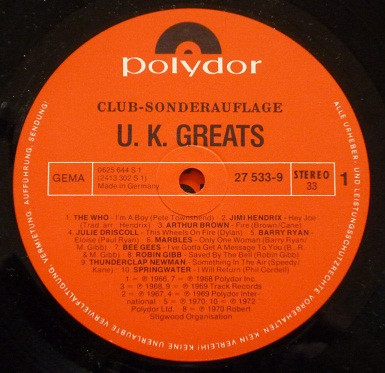 polydor
CLUB-SONDERAUFLAGE
U. K. GREATS
GEMA
D625 644 S 1
(2413 302 S 1)
Made in Germany
27 533-9
STEREO
33
1
1 THE WHO - I'm A Boy (Pete Townshend) 2 JIMI HENDRIX - Hey Jon
(Trad. arr. Hendrix) 3 ARTHUR BROWN - Fire (Brown/Crane)
4 JULIE DRISCOLL - This Wheel's On Fire (Dylan) 5 BARRY RYAN -
Eloise (Paul Ryan) 6 MARBLES - Only One Woman (Barry Ryan/
M. Gibb) 7 BEE GEES - I've Gotta Get A Message To You (B., R.
& M. Gibb) 8 ROBIN GIBB - Saved By The Bell (Robin Gibb)
9 THUNDERCLAP NEWMAN - Something In The Air (Speedy
Kane) 10 SPRINGWATER - I Will Return (Phil Cordell)
1 = ℗ 1966, 7 = ℗ 1968 Polydor Inc.
3 = ℗ 1968, 9 = ℗ 1969 Track Records
2 = ℗ 1967, 4 = ℗ 1969 Polydor Inter-
national - 5 = ℗ 1970, 10 = ℗ 1972
Polydor Ltd. - 8 = ℗ 1970 Robert
Stigwood Organisation
ALLE URHEBER- UND LEISTUNGSSCHUTZRECHTE VORBEHALTEN KEIN VERLEIH! KEINE UNERLAUBTE VERVIELFÄLTIGUNG, VERMIETUNG, AUFFÜHRUNG, SENDUNG!